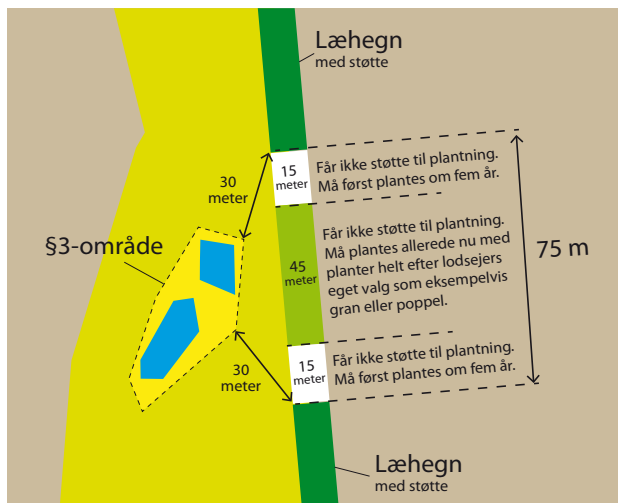 Læhegn
med støtte
30
meter
15
meter
Får ikke støtte til plantning.
Må først plantes om fem år.
§3-område
45
meter
Får ikke støtte til plantning.
Må plantes allerede nu med
planter helt efter lodsejers
eget valg som eksempelvis
gran eller poppel.
75 m
30
meter
15
meter
Får ikke støtte til plantning.
Må først plantes om fem år.
Læhegn
med støtte